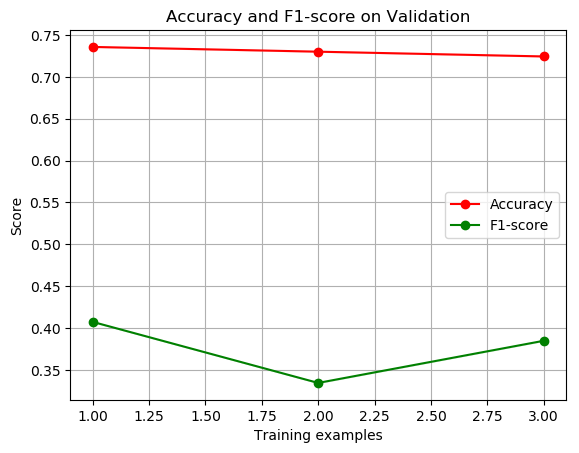 Accuracy and F1-score on Validation
0.75
0.70
0.65
0.60
0.55
0.50
0.45
0.40
0.35
Score
Accuracy
F1-score
1.00 1.25 1.50 1.75 2.00 2.25 2.50 2.75 3.00
Training examples